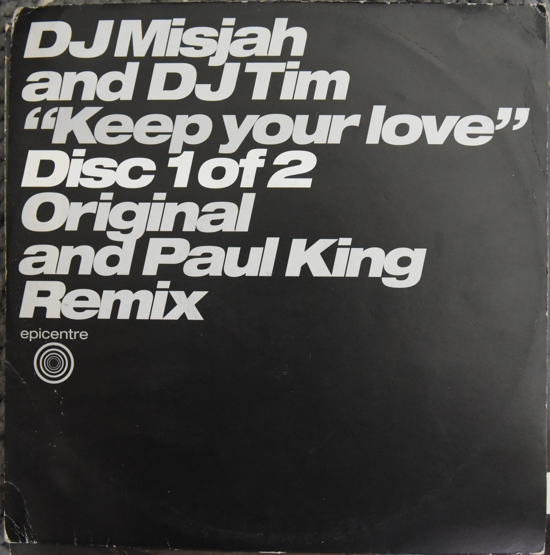 DJ Misjah
and DJ Tim
“Keep your love”
Disc 1 of 2
Original
and Paul King
Remix
epicentre